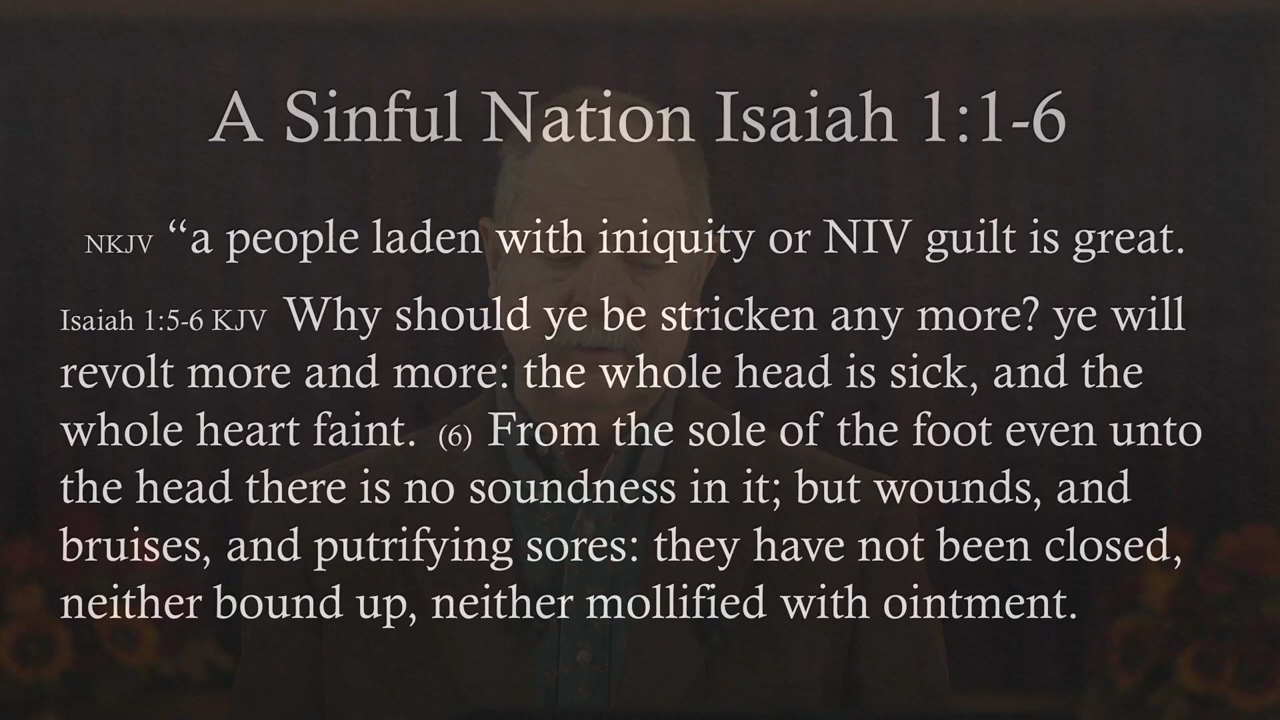 A Sinful Nation Isaiah 1:1-6
NKJV “a people laden with iniquity or NIV guilt is great.
Isaiah 1:5-6 KJV Why should ye be stricken any more? ye will
revolt more and more: the whole head is sick, and the
whole heart faint. (6) From the sole of the foot even unto
the head there is no soundness in it; but wounds, and
bruises, and putrifying sores: they have not been closed,
neither bound up, neither mollified with ointment.